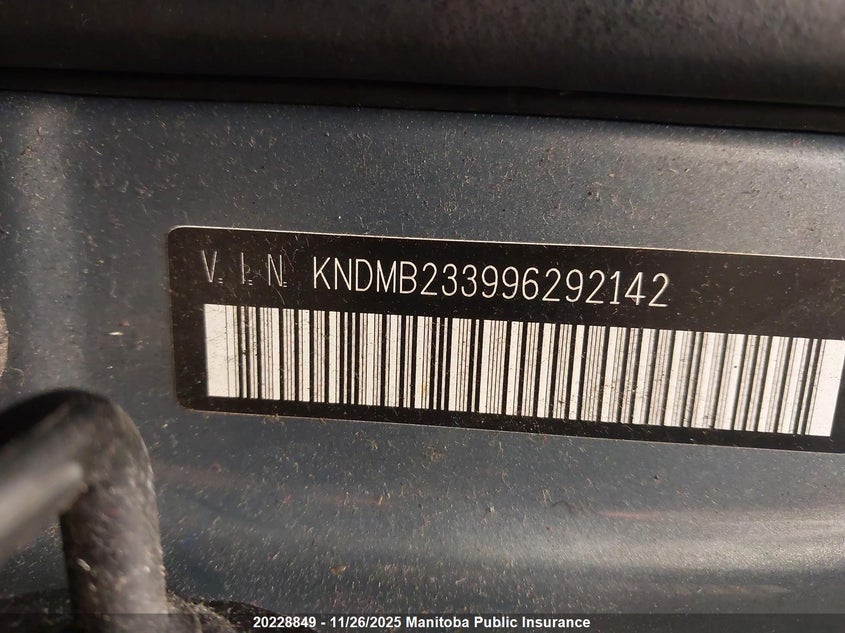 V.I.N. KNDMB233996292142
20228849 - 11/26/2025 Manitoba Public Insurance